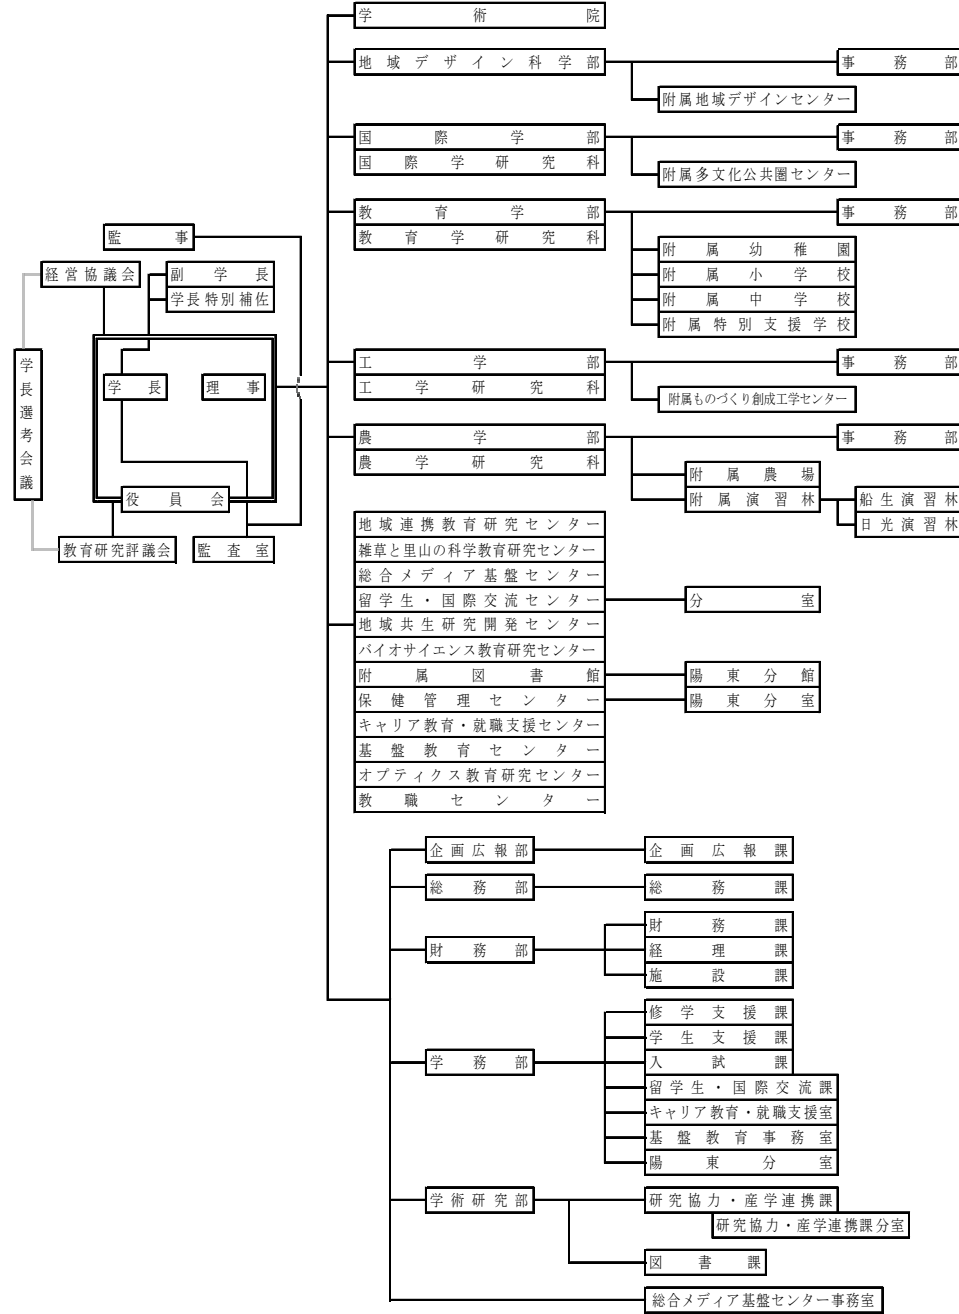 学術院
地域デザイン科学部
事務部
附属地域デザインセンター
国際学部
事務部
国際学研究科
附属多文化公共圏センター
教育学部
事務部
教育学研究科
附属幼稚園
附属小学校
附属中学校
附属特別支援学校
監事
経営協議会
副学長
学長特別補佐
学長選考会議
学長
理事
役員会
教育研究評議会
監査室
工学部
事務部
工学研究科
附属ものづくり創成工学センター
農学部
事務部
農学研究科
附属農場
附属演習林
船生演習林
日光演習林
地域連携教育研究センター
雑草と里山の科学教育研究センター
総合メディア基盤センター
留学生・国際交流センター
分室
地域共生研究開発センター
バイオサイエンス教育研究センター
附属図書館
陽東分館
保健管理センター
陽東分室
キャリア教育・就職支援センター
基盤教育センター
オプティクス教育研究センター
教職センター
企画広報部
企画広報課
総務部
総務課
財務部
財務課
経理課
施設課
学務部
修学支援課
学生支援課
入試課
留学生・国際交流課
キャリア教育・就職支援室
基盤教育事務室
陽東分室
学術研究部
研究協力・産学連携課
研究協力・産学連携課分室
図書課
総合メディア基盤センター事務室